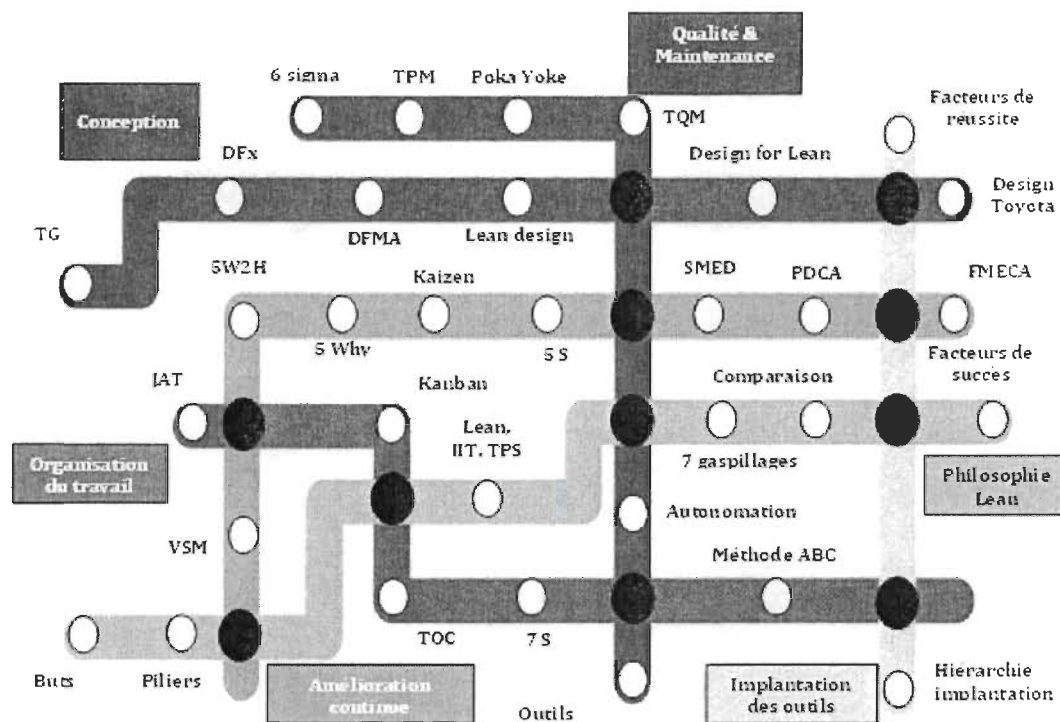 Qualité &
Maintenance
6 sigma
TPM
Poka Yoke
TQM
Facteurs de
réussite
Conception
DFx
Design for Lean
Design
Toyota
TG
DFMA
Lean design
5W2H
Kaizen
SMED
PDCA
FMECA
5 Why
5 S
Facteurs de
succès
JAT
Kanban
Comparaison
Lean,
JIT, TPS
Organisation
du travail
7 gaspillages
Philosophie
Lean
Autonomation
VSM
Méthode ABC
TOC
7 S
Buts
Piliers
Amélioration
continue
Outils
Implantation
des outils
Hiérarchie
implantation